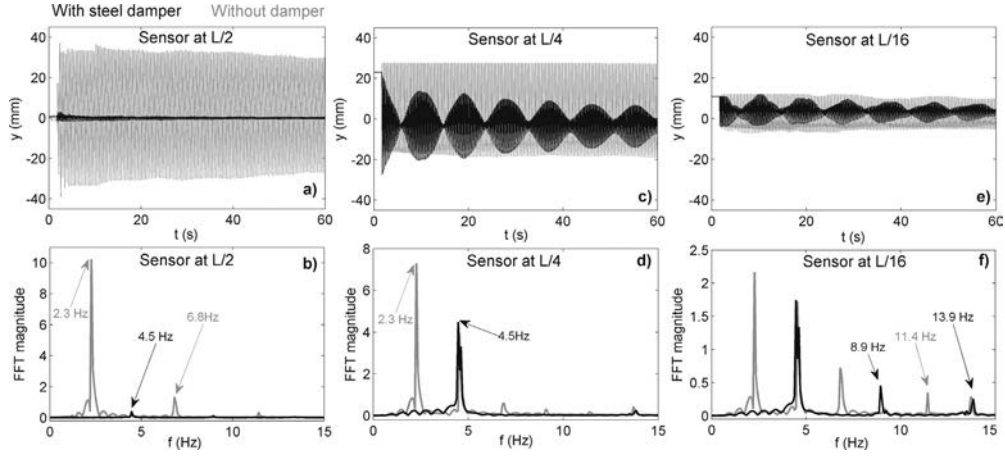 With steel damper Without damper
Sensor at L/2
Sensor at L/4
Sensor at L/16
y (mm)
40
20
0
-20
-40
a)
0 20 40 60
t (s)
y (mm)
40
20
0
-20
-40
c)
0 20 40 60
t (s)
y (mm)
40
20
0
-20
-40
e)
0 20 40 60
t (s)
Sensor at L/2 b)
FFT magnitude
10
8
6
4
2
0
2.3 Hz
4.5 Hz
6.8Hz
0 5 10 15
f (Hz)
Sensor at L/4 d)
FFT magnitude
8
6
4
2
0
2.3 Hz
4.5Hz
0 5 10 15
f (Hz)
Sensor at L/16 f)
FFT magnitude
2.5
2
1.5
1
0.5
0
8.9 Hz
11.4 Hz
13.9 Hz
0 5 10 15
f (Hz)